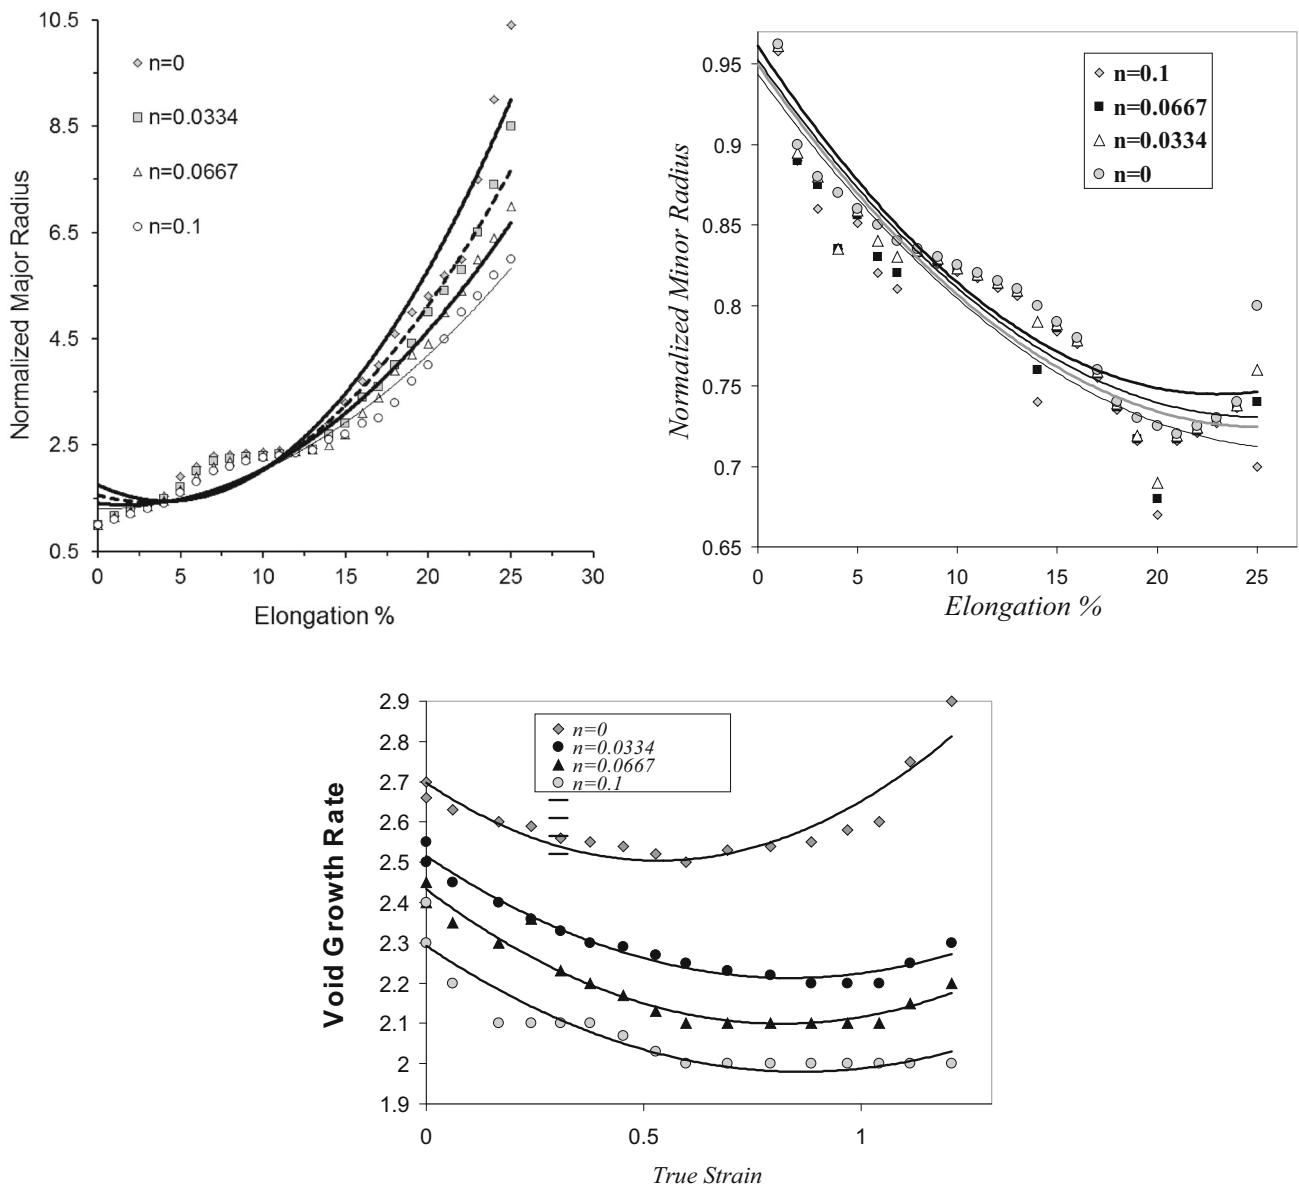 10.5
8.5
6.5
4.5
2.5
0.5
Normalized Major Radius
n=0
n=0.0334
n=0.0667
n=0.1
0 5 10 15 20 25 30
Elongation %
0.95
0.9
0.85
0.8
0.75
0.7
0.65
Normalized Minor Radius
n=0.1
n=0.0667
n=0.0334
n=0
0 5 10 15 20 25
Elongation %
2.9
2.8
2.7
2.6
2.5
2.4
2.3
2.2
2.1
2
1.9
Void Growth Rate
n=0
n=0.0334
n=0.0667
n=0.1
0 0.5 1
True Strain